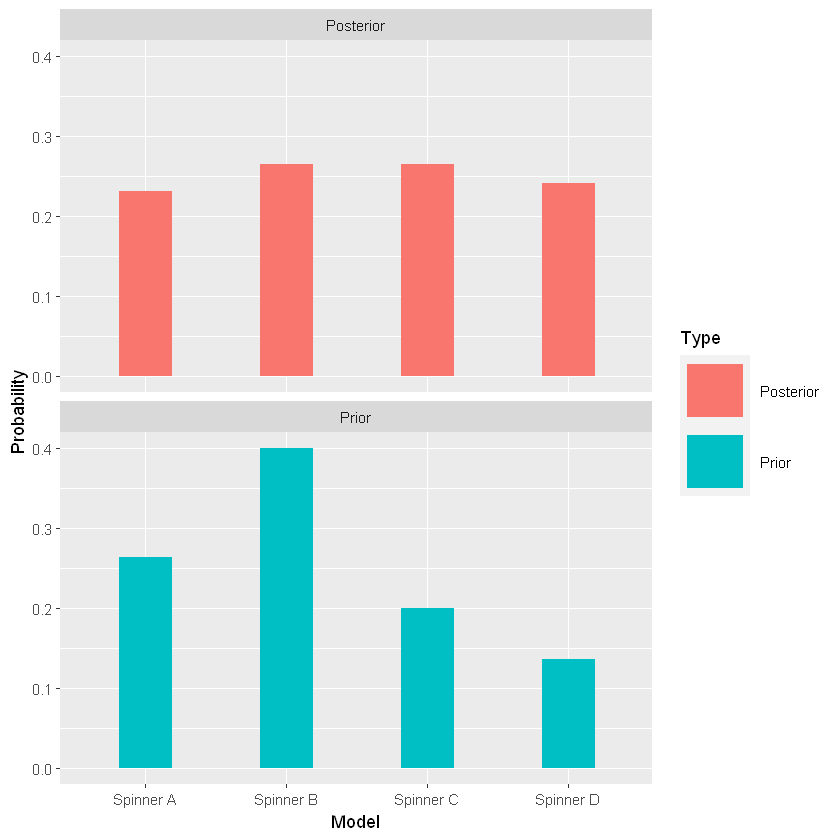 Posterior
0.4
0.3
0.2
0.1
0.0
Probability
Prior
0.4
0.3
0.2
0.1
0.0
Spinner A Spinner B Spinner C Spinner D
Model
Type
Posterior
Prior